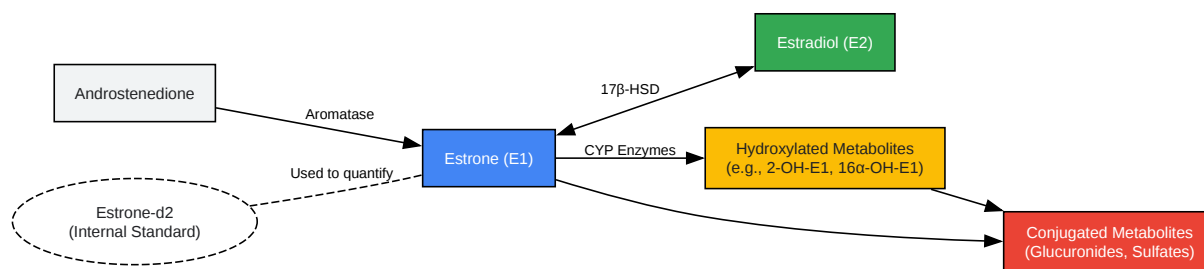 Estradiol (E2)
Androstenedione
17β-HSD
Aromatase
Estrone (E1)
CYP Enzymes
Hydroxylated Metabolites
(e.g., 2-OH-E1, 16α-OH-E1)
Used to quantify
Estrone-d2
(Internal Standard)
Conjugated Metabolites
(Glucuronides, Sulfates)